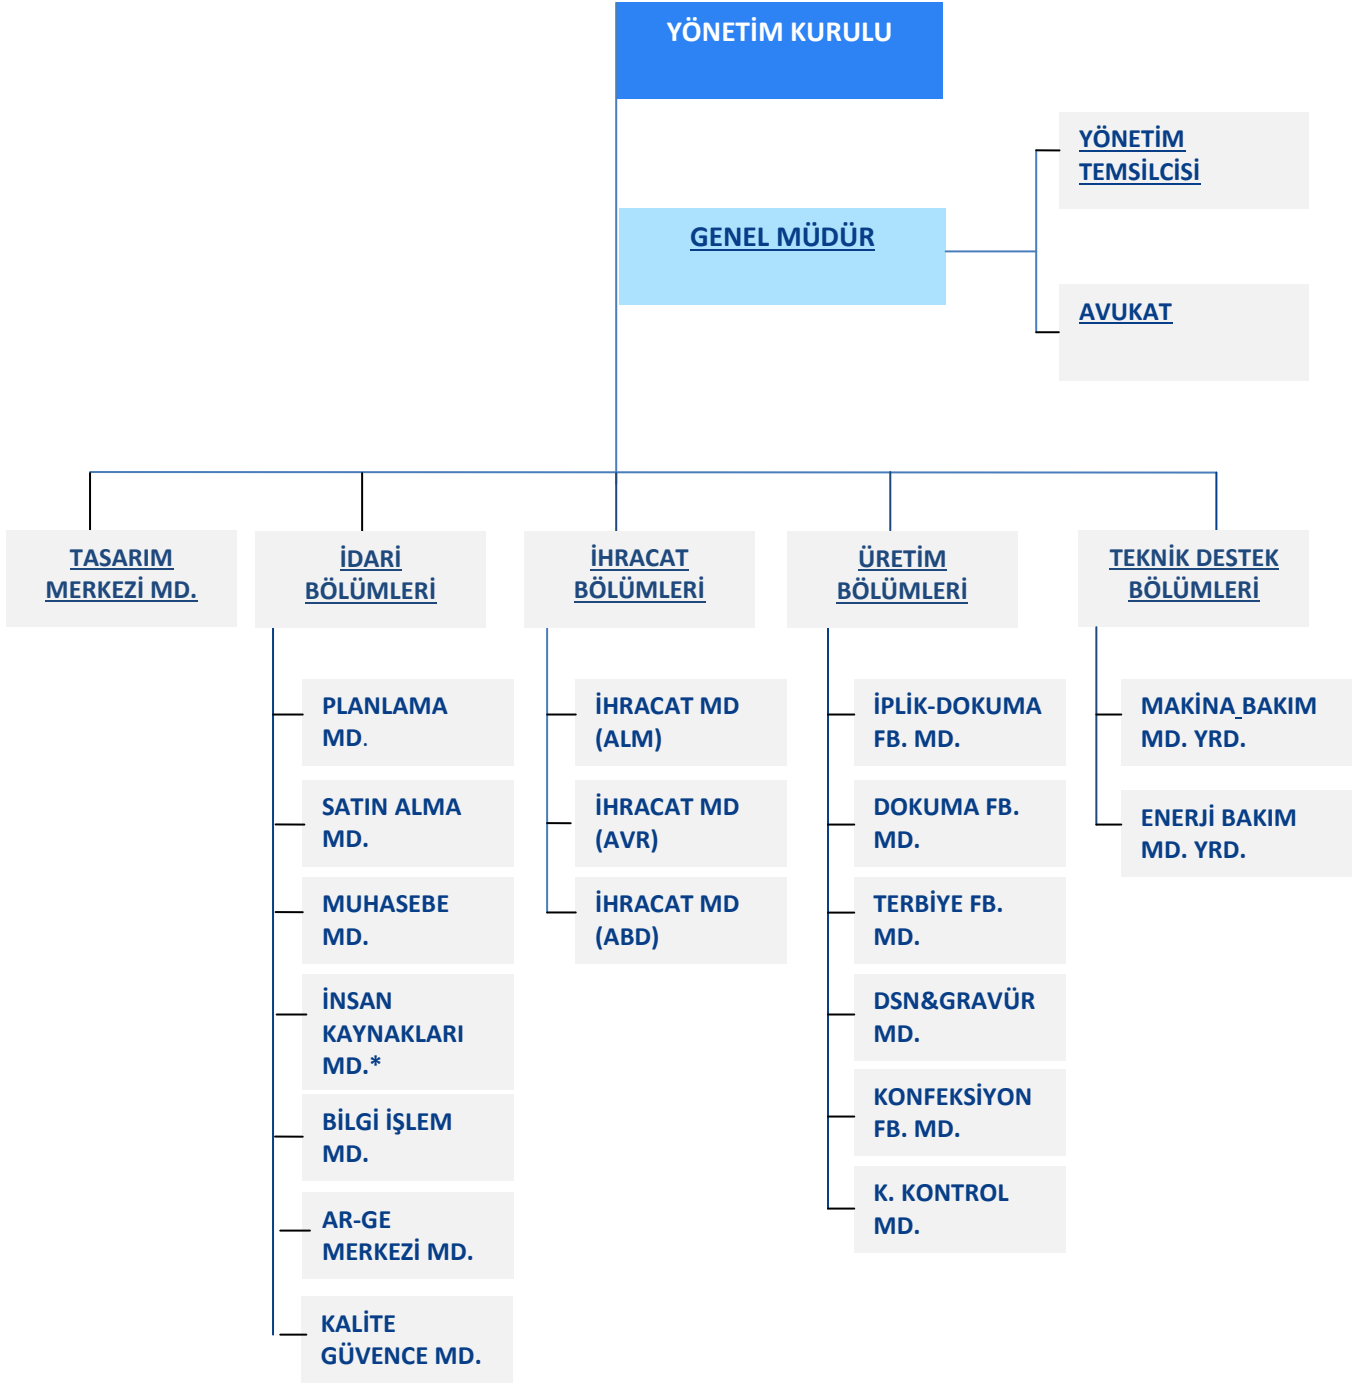 YÖNETİM KURULU
YÖNETİM
TEMSİLCİSİ
GENEL MÜDÜR
AVUKAT
TASARIM
MERKEZİ MD.
İDARİ
BÖLÜMLERİ
İHRACAT
BÖLÜMLERİ
ÜRETİM
BÖLÜMLERİ
TEKNİK DESTEK
BÖLÜMLERİ
PLANLAMA
MD.
SATIN ALMA
MD.
MUHASEBE
MD.
İNSAN
KAYNAKLARI
MD.*
BİLGİ İŞLEM
MD.
AR-GE
MERKEZİ MD.
KALİTE
GÜVENCE MD.
İHRACAT MD
(ALM)
İHRACAT MD
(AVR)
İHRACAT MD
(ABD)
İPLİK-DOKUMA
FB. MD.
DOKUMA FB.
MD.
TERBİYE FB.
MD.
DSN&GRAVÜR
MD.
KONFEKSİYON
FB. MD.
K. KONTROL
MD.
MAKİNA BAKIM
MD. YRD.
ENERJİ BAKIM
MD. YRD.